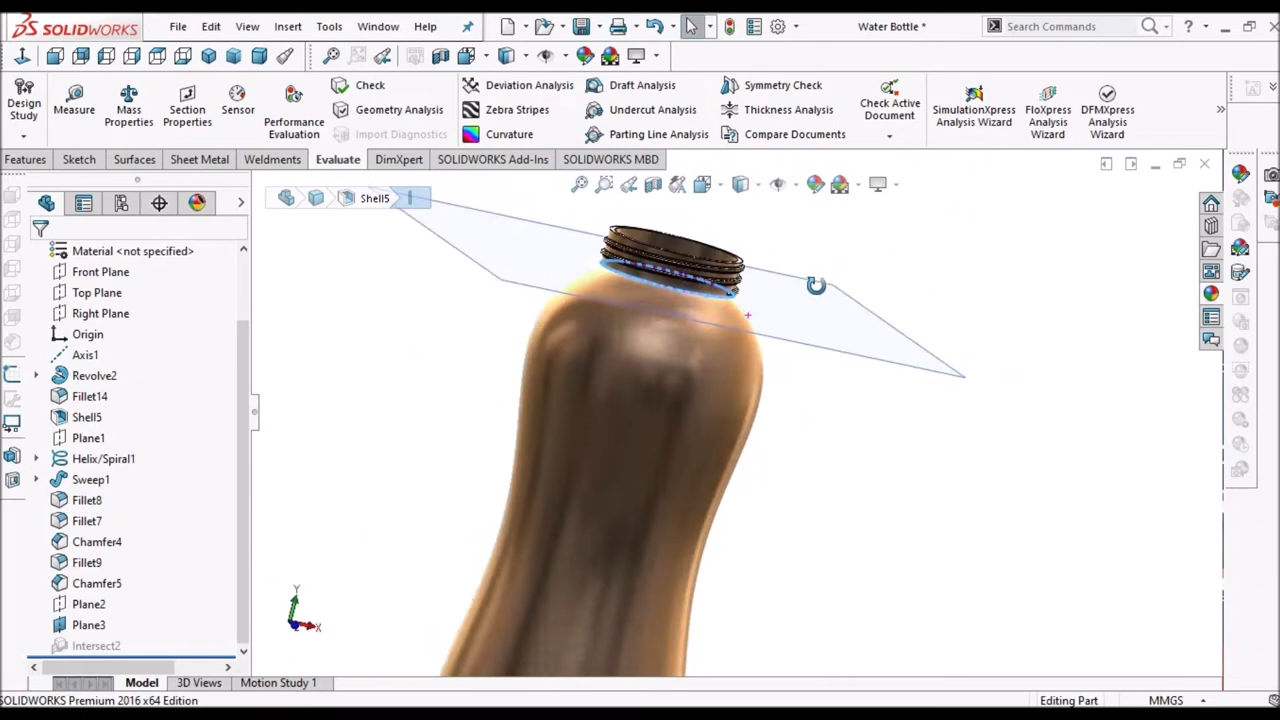 SOLIDWORKS File Edit View Insert Tools Window Help Water Bottle * Search Commands ?
Design Study Measure Mass Properties Section Properties Sensor Performance Evaluation Check Geometry Analysis Import Diagnostics Deviation Analysis Zebra Stripes Curvature Draft Analysis Undercut Analysis Parting Line Analysis Symmetry Check Thickness Analysis Compare Documents Check Active Document SimulationXpress Analysis Wizard FloXpress Analysis Wizard DFMXpress Analysis Wizard
Features Sketch Surfaces Sheet Metal Weldments Evaluate DimXpert SOLIDWORKS Add-Ins SOLIDWORKS MBD
Shell5
Material <not specified>
Front Plane
Top Plane
Right Plane
Origin
Axis1
Revolve2
Fillet14
Shell5
Plane1
Helix/Spiral1
Sweep1
Fillet8
Fillet7
Chamfer4
Fillet9
Chamfer5
Plane2
Plane3
Intersect2
Y
X
Model 3D Views Motion Study 1
SOLIDWORKS Premium 2016 x64 Edition Editing Part MMGS